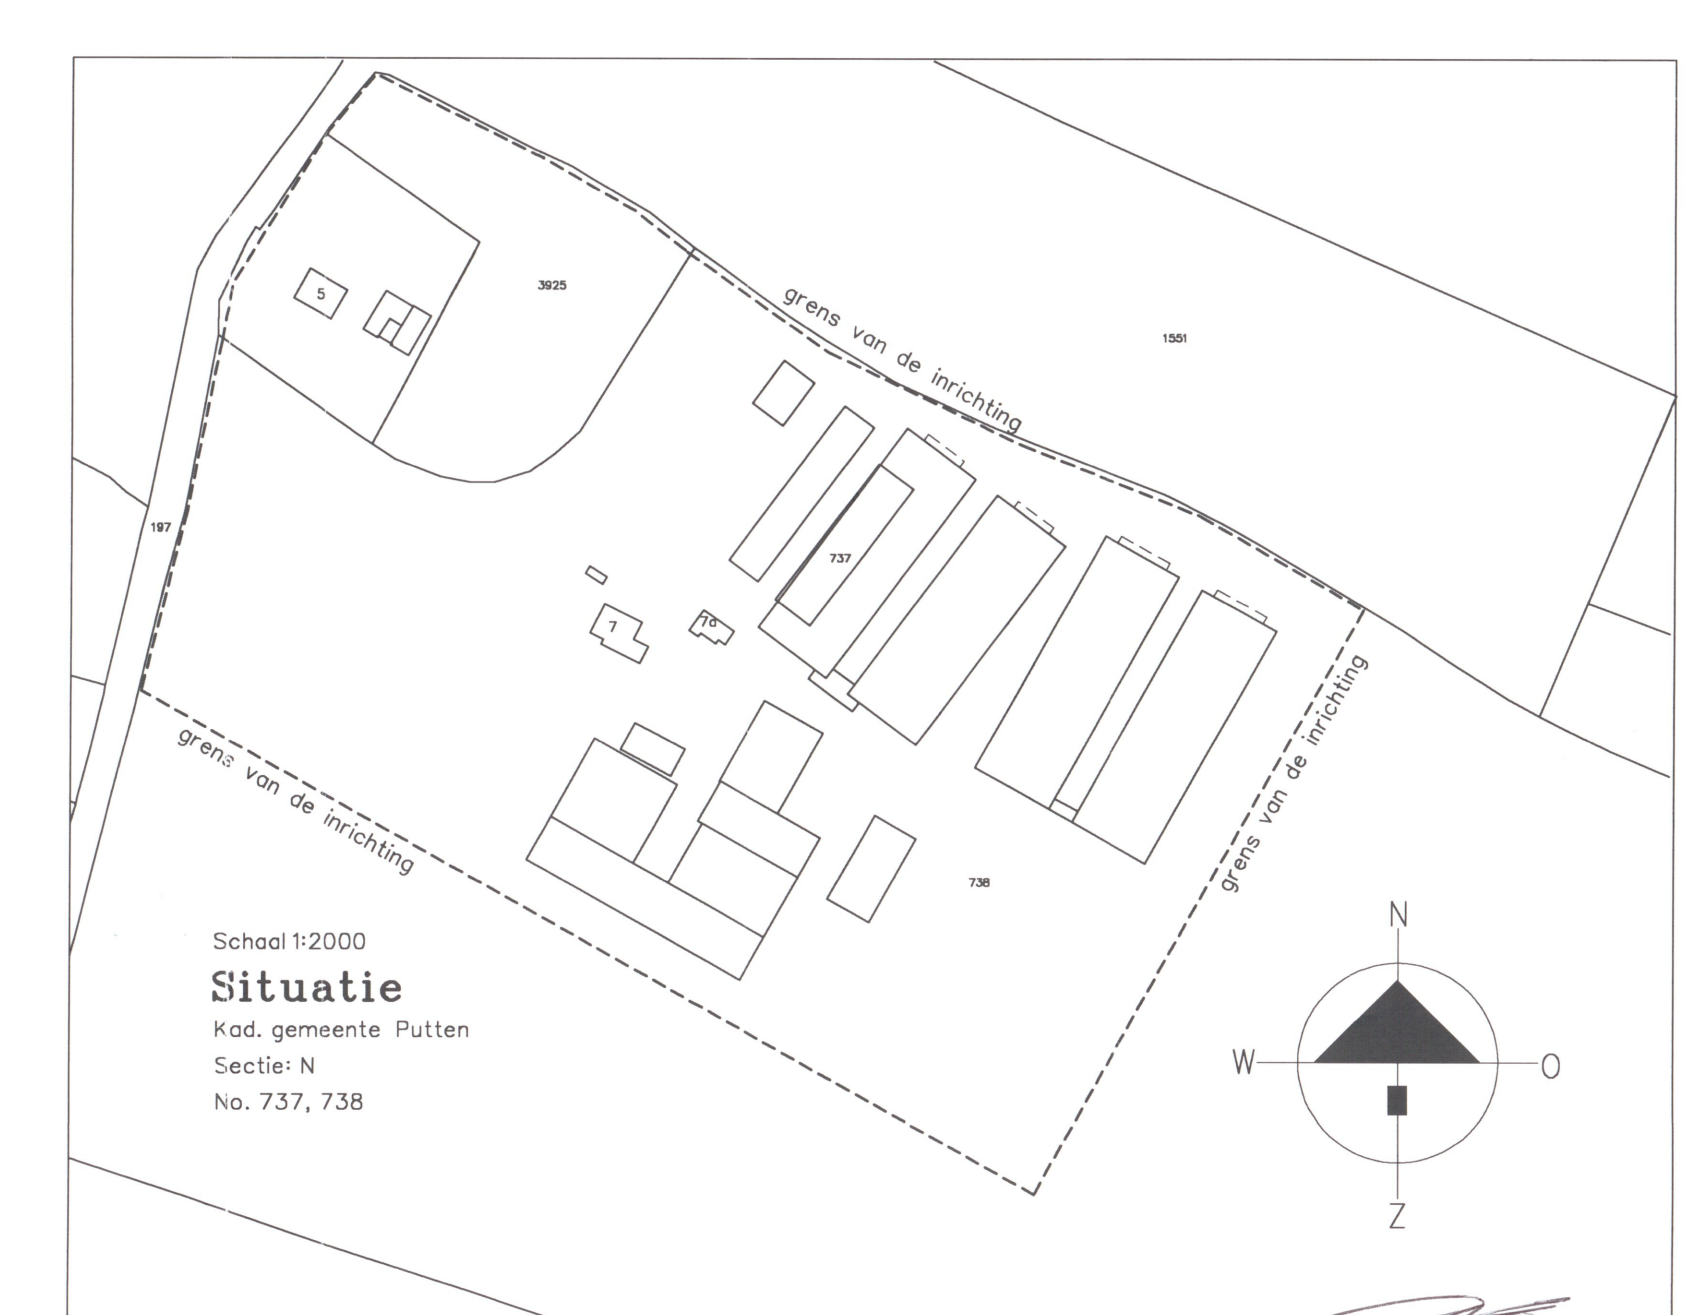 5
3925
grens van de inrichting
1551
197
737
7
7a
grens van de inrichting
grens van de inrichting
738
Schaal 1:2000
Situatie
Kad. gemeente Putten
Sectie: N
No. 737, 738
N
W
O
Z